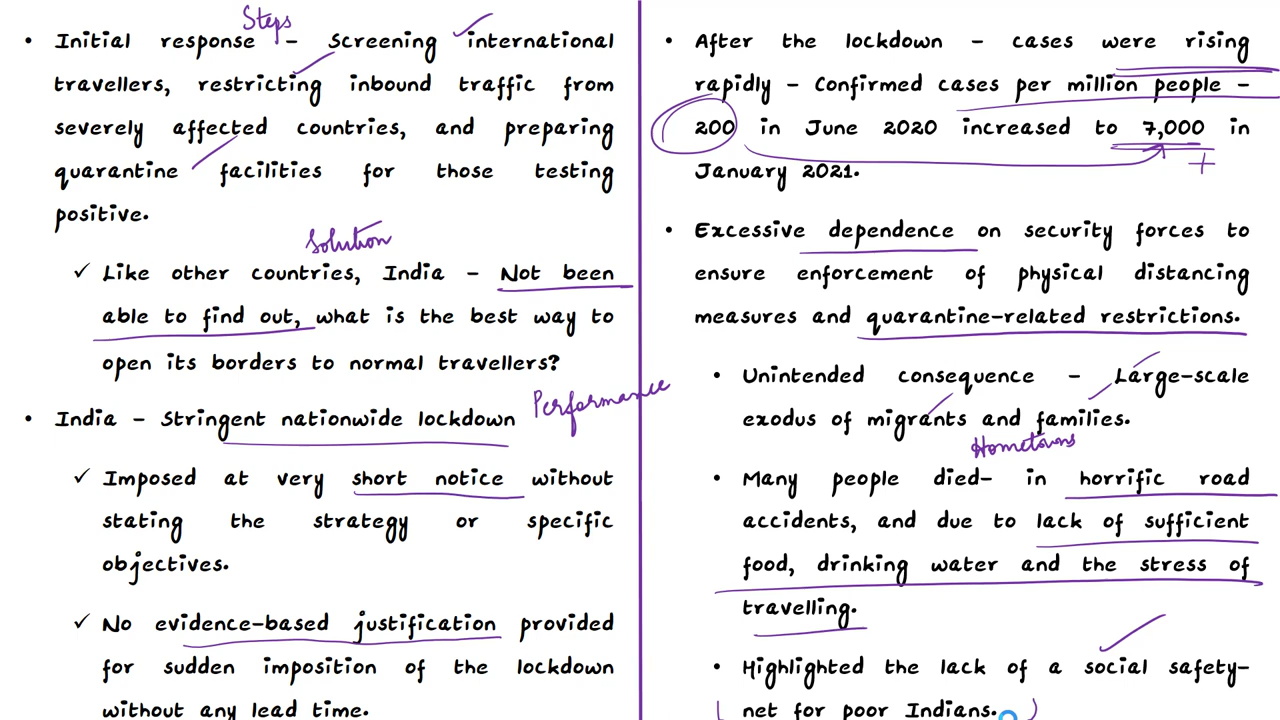 Steps
• Initial response - Screening international
travellers, restricting inbound traffic from
severely affected countries, and preparing
quarantine facilities for those testing
positive.
Solution
✓ Like other countries, India - Not been
able to find out, what is the best way to
open its borders to normal travellers?
• India - Stringent nationwide lockdown
Performance
✓ Imposed at very short notice without
stating the strategy or specific
objectives.
✓ No evidence-based justification provided
for sudden imposition of the lockdown
without any lead time.
• After the lockdown - cases were rising
rapidly - Confirmed cases per million people -
200 in June 2020 increased to 7,000 in
+
January 2021.
• Excessive dependence on security forces to
ensure enforcement of physical distancing
measures and quarantine-related restrictions.
• Unintended consequence - Large-scale
exodus of migrants and families.
Hometowns
• Many people died- in horrific road
accidents, and due to lack of sufficient
food, drinking water and the stress of
travelling.
• Highlighted the lack of a social safety-
net for poor Indians.